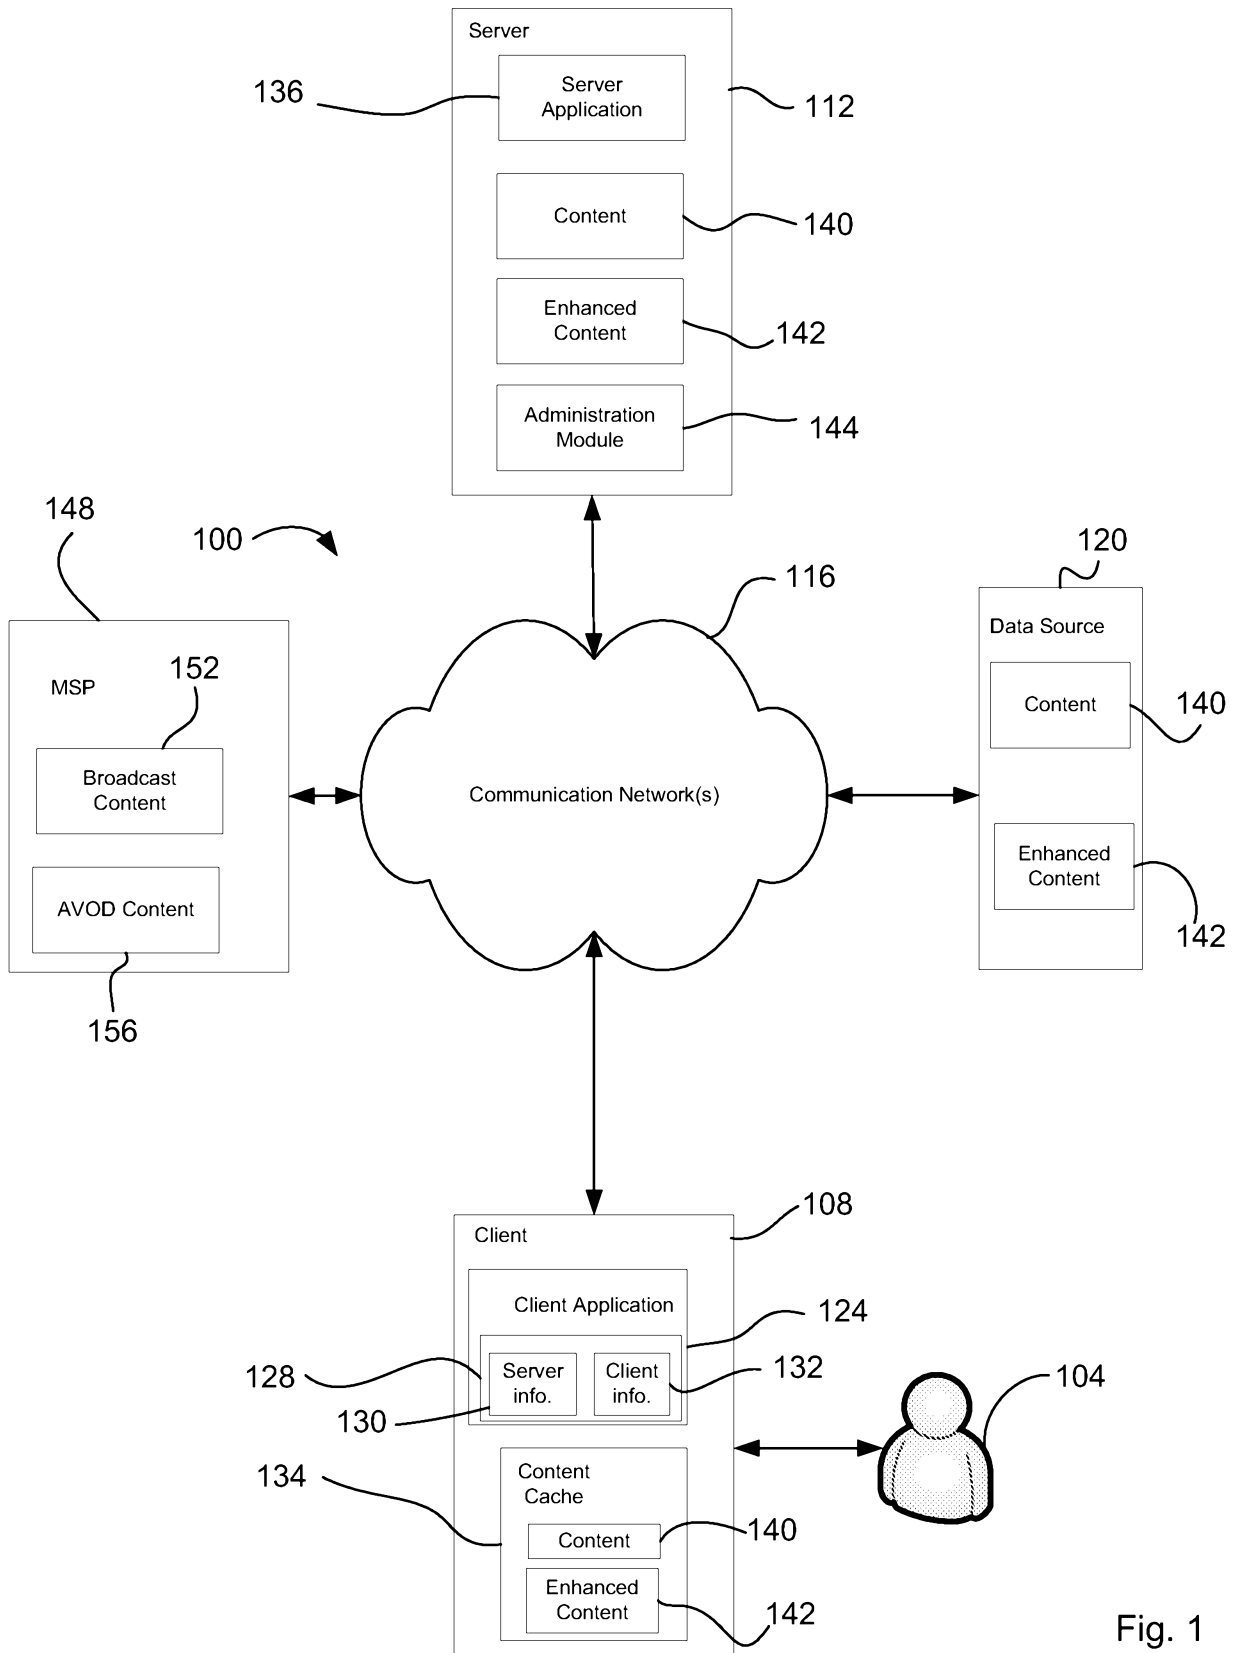 Server
136
Server
Application
112
Content
140
Enhanced
Content
142
Administration
Module
144
148
100
116
120
MSP
152
Broadcast
Content
AVOD Content
156
Communication Network(s)
Data Source
Content
140
Enhanced
Content
142
108
Client
Client Application
124
128
Server
info.
130
Client
info.
132
104
134
Content
Cache
Content
140
Enhanced
Content
142
Fig. 1